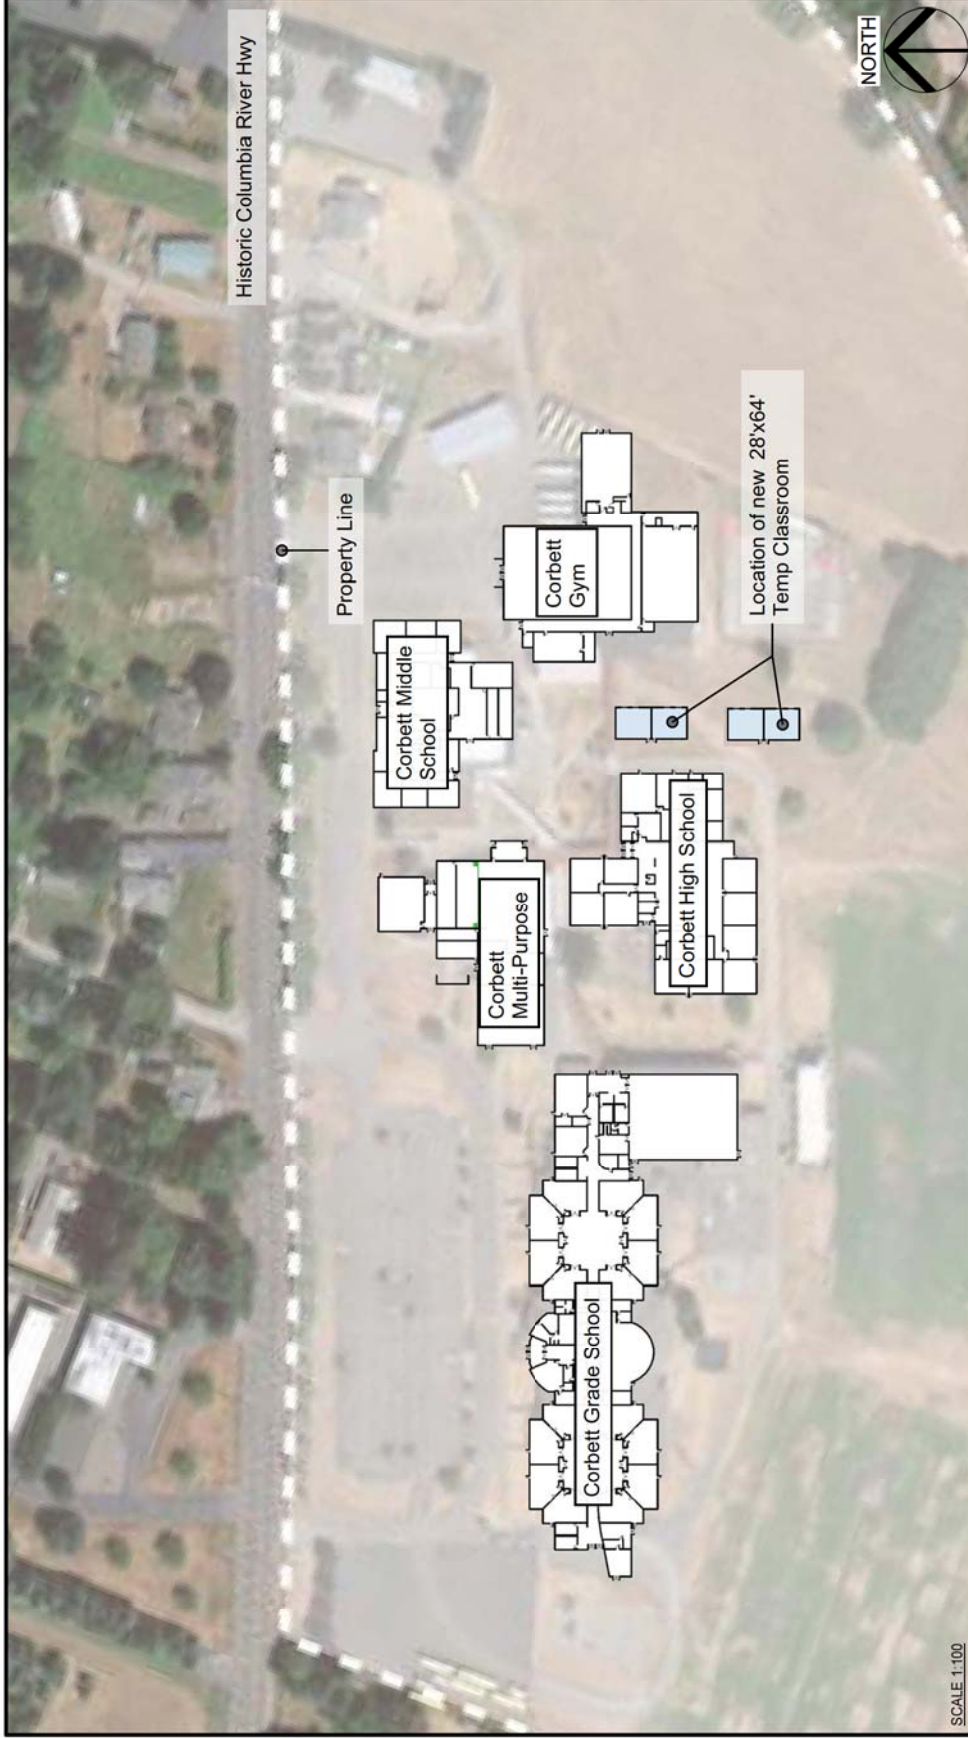 NORTH
Historic Columbia River Hwy
Property Line
Corbett Middle
School
Corbett
Gym
Location of new 28'x64'
Temp Classroom
Corbett
Multi-Purpose
Corbett High School
Corbett Grade School
SCALE 1:100